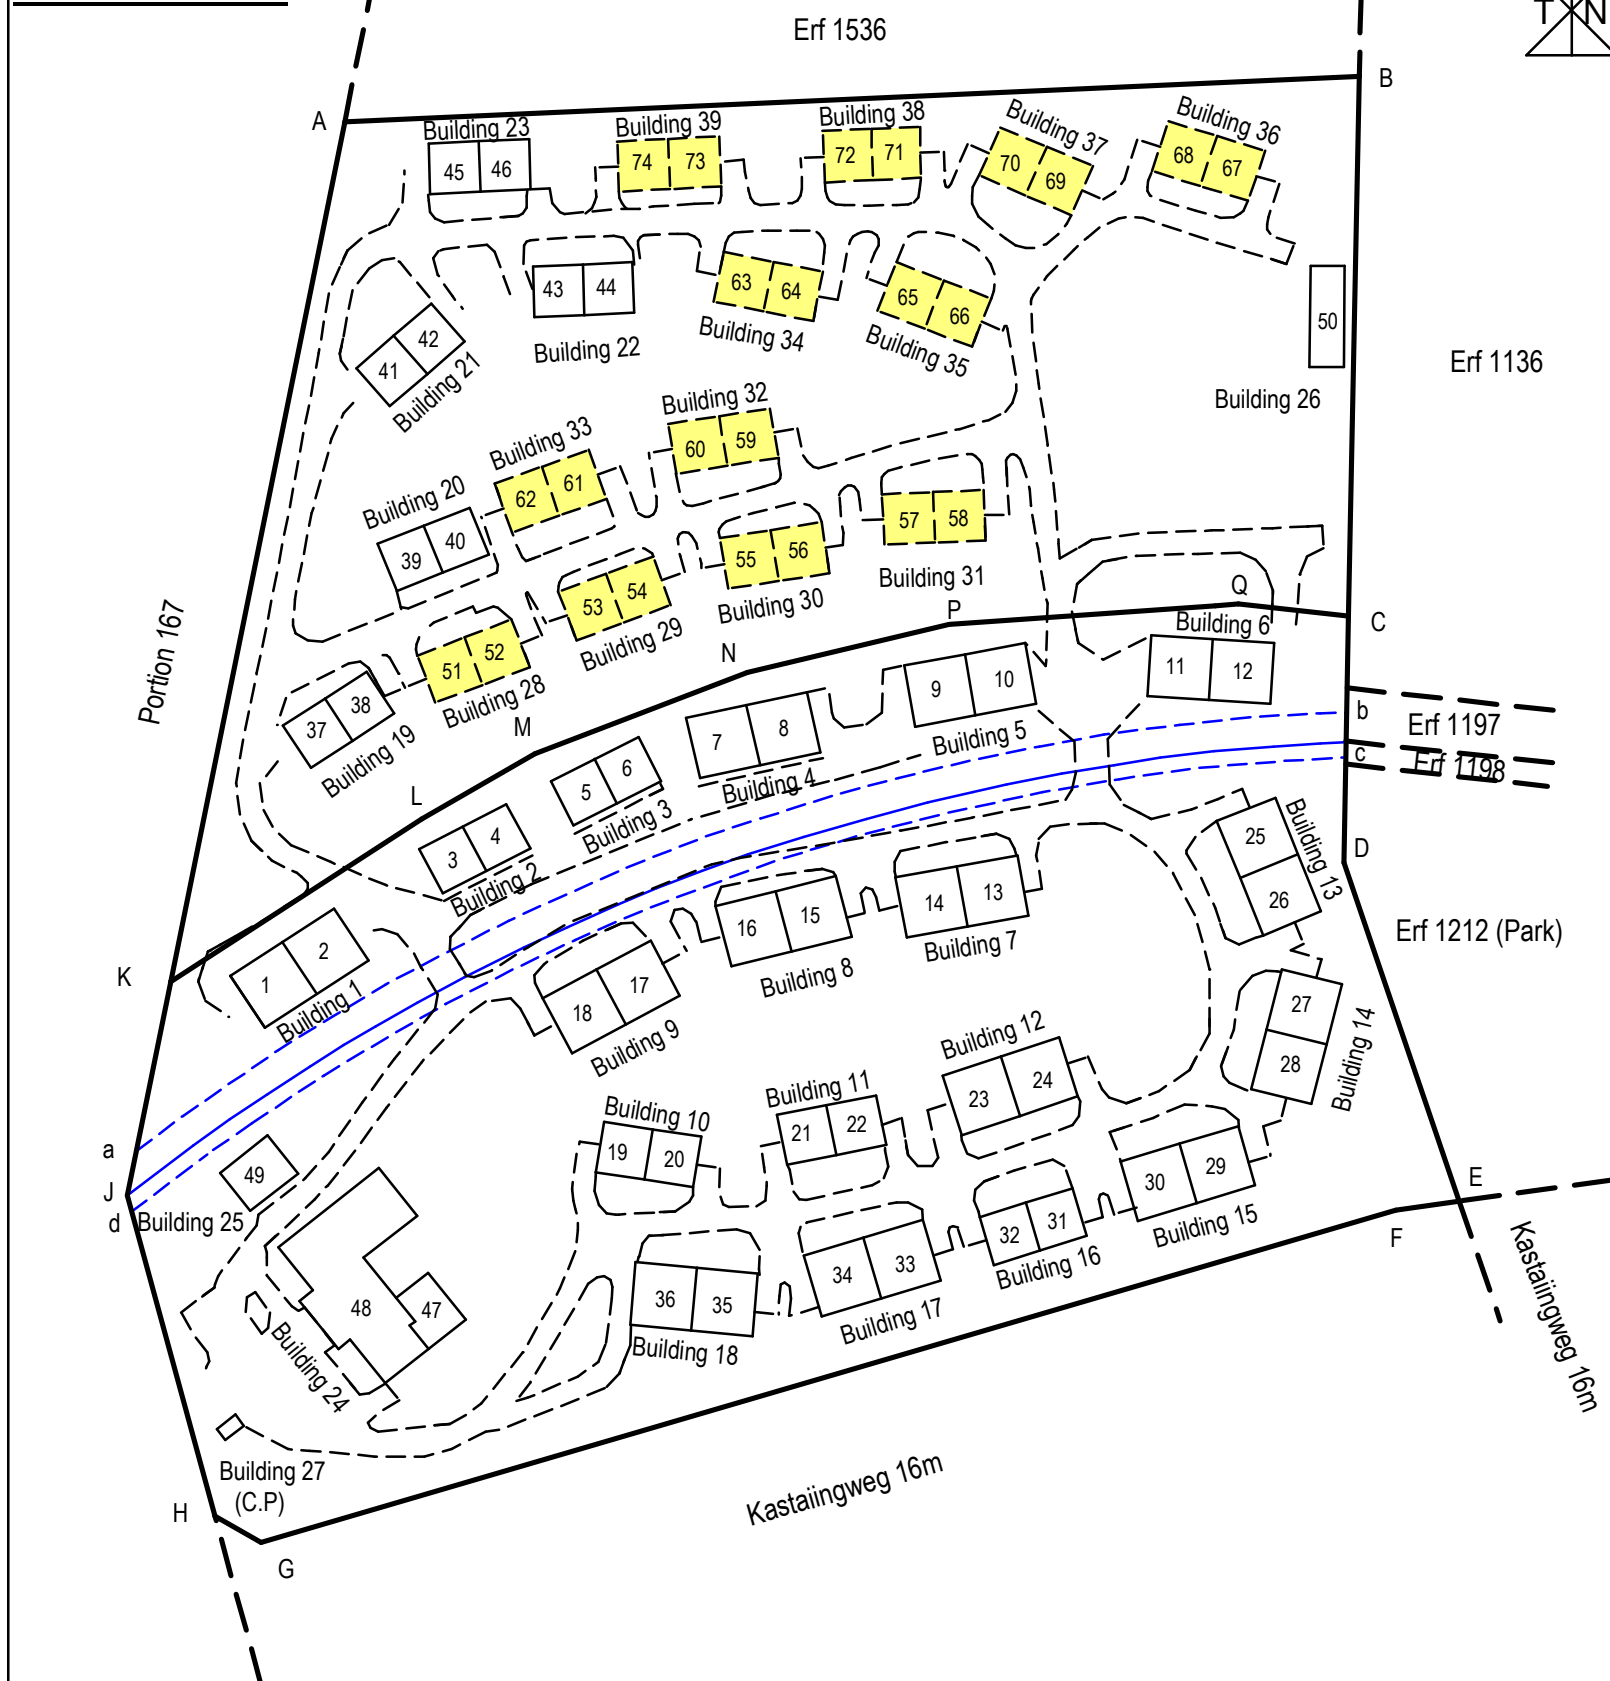 Erf 1536
T N
A
B
Building 23
45 46
Building 39
74 73
Building 38
72 71
Building 37
70 69
Building 36
68 67
41 42
Building 21
43 44
Building 22
63 64
Building 34
65 66
Building 35
50
Building 26
Erf 1136
Building 32
60 59
Building 33
62 61
Building 20
39 40
57 58
Building 31
55 56
Building 30
53 54
Building 29
51 52
Building 28
37 38
Building 19
Portion 167
K
L
M
N
P
Q
C
Building 6
11 12
9 10
Building 5
7 8
Building 4
5 6
Building 3
3 4
Building 2
1 2
Building 1
b
Erf 1197
c
Erf 1198
D
25
26
Building 13
Erf 1212 (Park)
14 13
Building 7
16 15
Building 8
18 17
Building 9
27
28
Building 14
Building 12
23 24
Building 11
21 22
Building 10
19 20
30 29
Building 15
32 31
Building 16
34 33
Building 17
36 35
Building 18
a
J
d
49
Building 25
48 47
Building 24
Building 27
(C.P)
H
G
F
E
Kastaiingweg 16m
Kastaiingweg 16m